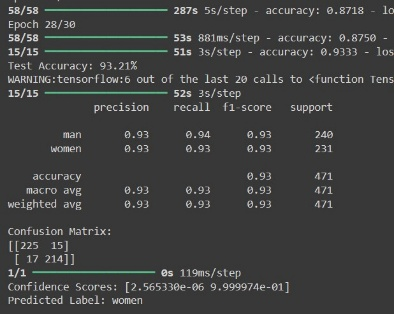 58/58 ━━━━━━━━━━ 287s 5s/step - accuracy: 0.8718 - los
Epoch 28/30
58/58 ━━━━━━━━━━ 53s 881ms/step - accuracy: 0.8750 -
15/15 ━━━━━━━━━━ 51s 3s/step - accuracy: 0.9333 - los
Test Accuracy: 93.21%
WARNING:tensorflow:6 out of the last 20 calls to <function Tens
15/15 ━━━━━━━━━━ 52s 3s/step
precision recall f1-score support
man 0.93 0.94 0.93 240
women 0.93 0.93 0.93 231
accuracy 0.93 471
macro avg 0.93 0.93 0.93 471
weighted avg 0.93 0.93 0.93 471
Confusion Matrix:
[[225 15]
[ 17 214]]
1/1 ━━━━━━━━━━ 0s 119ms/step
Confidence Scores: [2.565330e-06 9.999974e-01]
Predicted Label: women